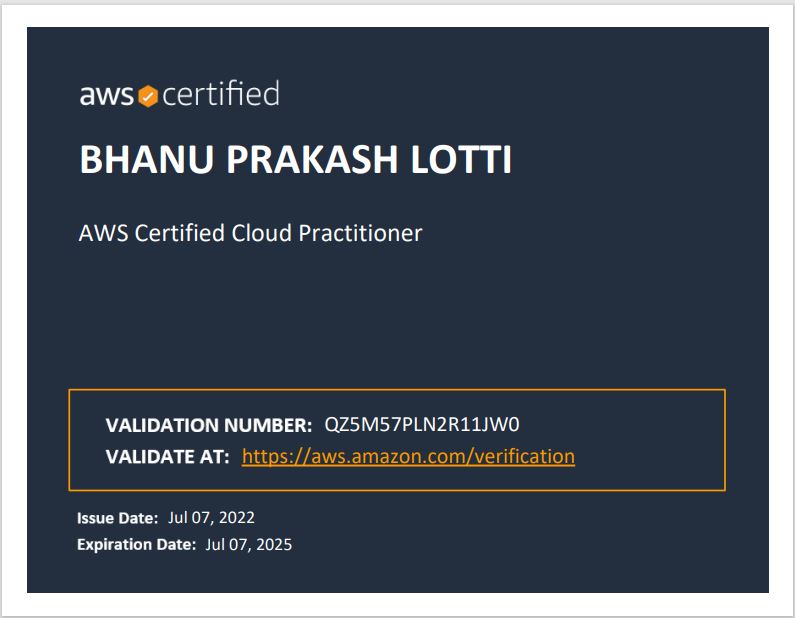 aws certified
BHANU PRAKASH LOTTI
AWS Certified Cloud Practitioner
VALIDATION NUMBER: QZ5M57PLN2R11JW0
VALIDATE AT: https://aws.amazon.com/verification
Issue Date: Jul 07, 2022
Expiration Date: Jul 07, 2025